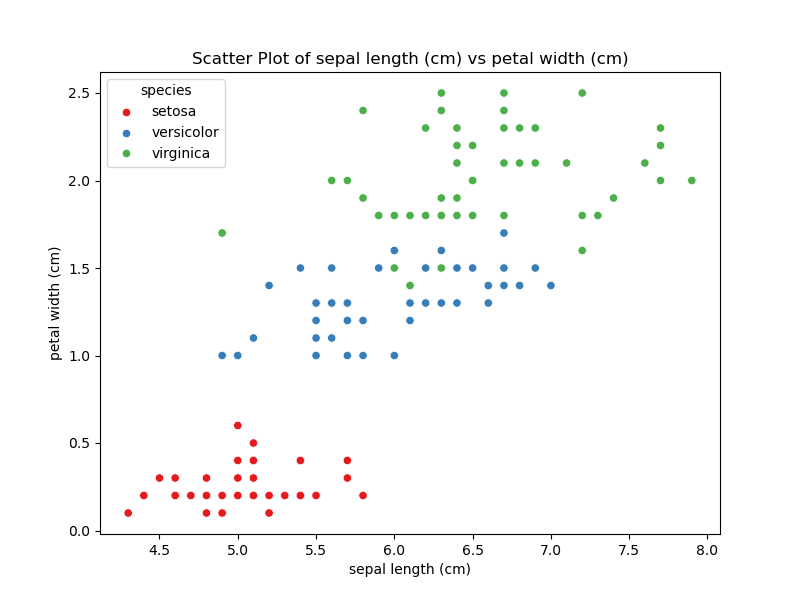 Scatter Plot of sepal length (cm) vs petal width (cm)
species
setosa
versicolor
virginica
petal width (cm)
2.5
2.0
1.5
1.0
0.5
0.0
4.5 5.0 5.5 6.0 6.5 7.0 7.5 8.0
sepal length (cm)